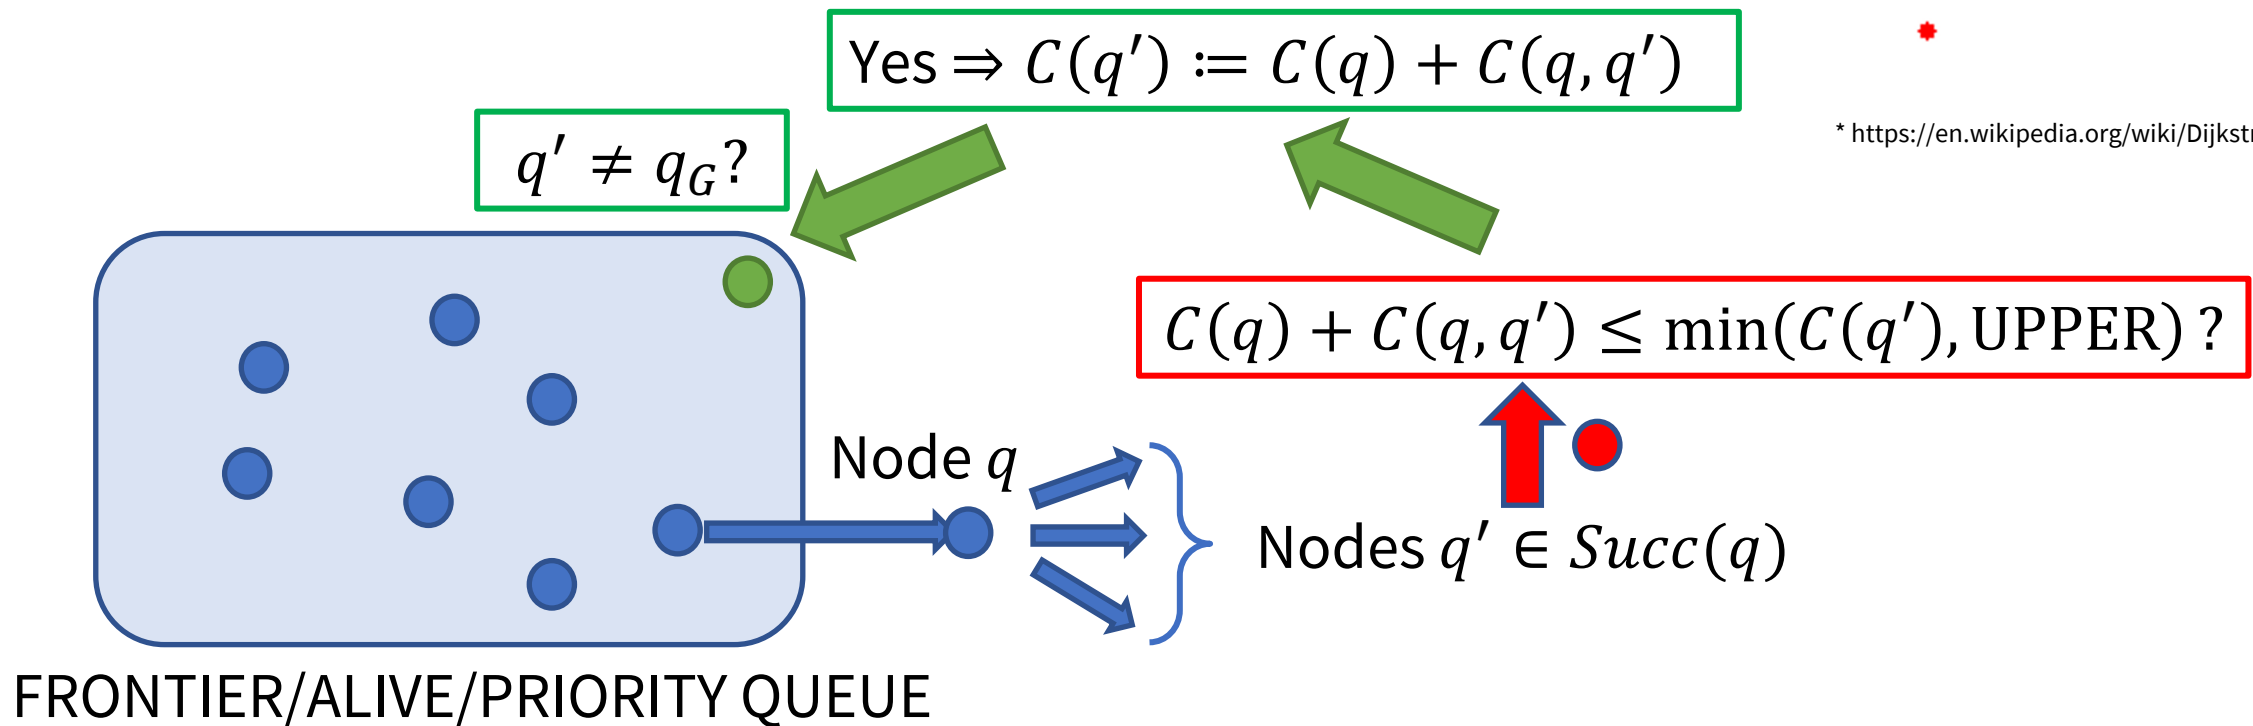 Yes ⇒ C(q′) ≔ C(q) + C(q, q′)
* https://en.wikipedia.org/wiki/Dijkstr
q′ ≠ q_G?
C(q) + C(q, q′) ≤ min(C(q′), UPPER) ?
Node q
Nodes q′ ∈ Succ(q)
FRONTIER/ALIVE/PRIORITY QUEUE